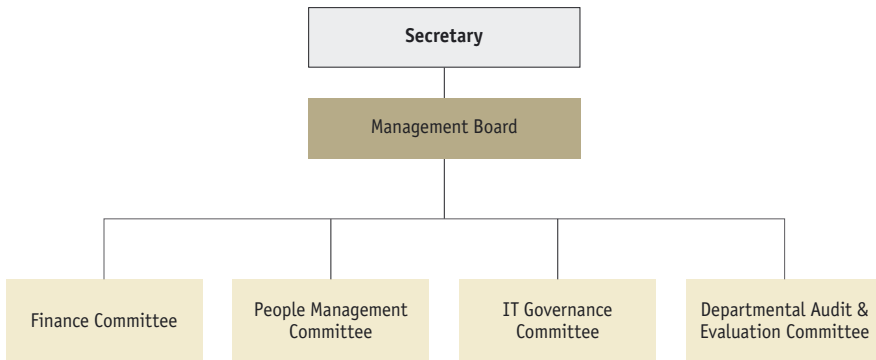 Secretary
Management Board
Finance Committee
People Management
Committee
IT Governance
Committee
Departmental Audit &
Evaluation Committee